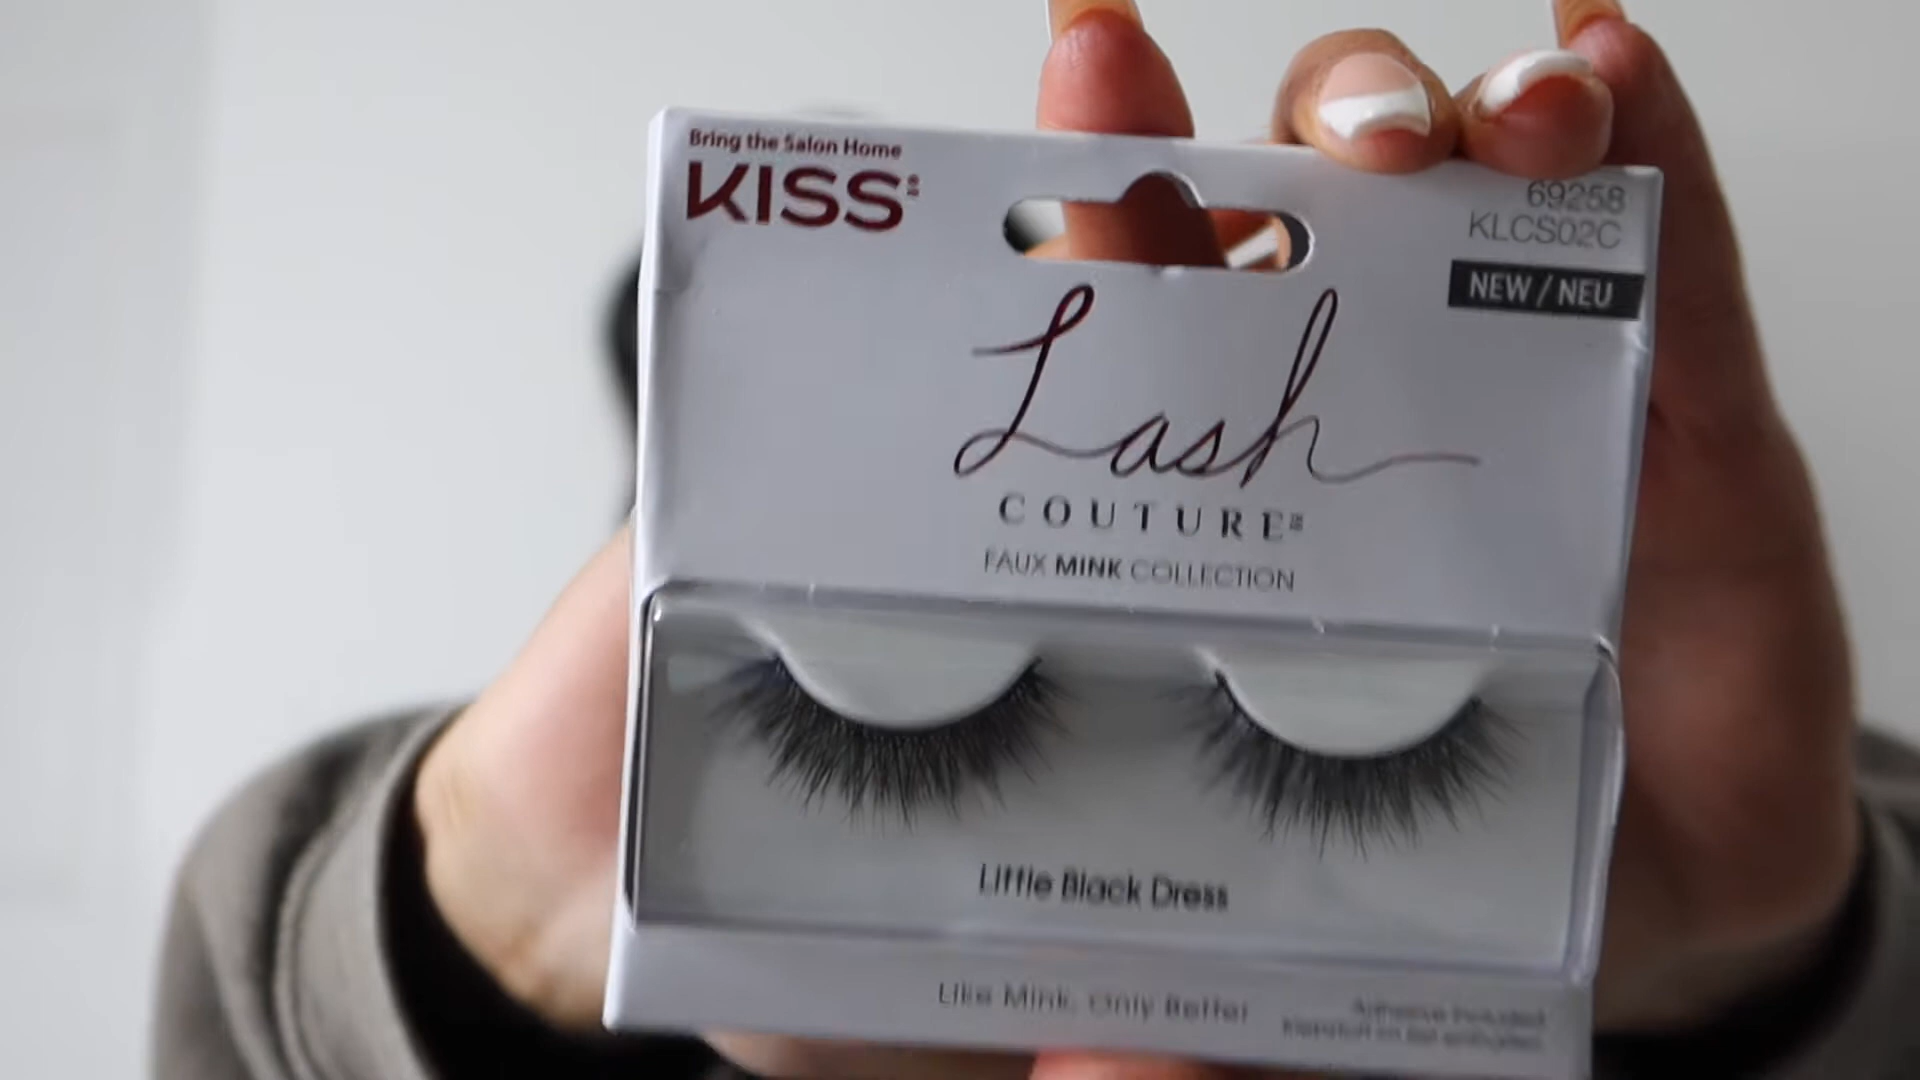 Bring the Salon Home
KISS
69258
KLCS02C
NEW / NEU
Lash
COUTURE
FAUX MINK COLLECTION
Little Black Dress
Like Mink, Only Better
Adhesive Included